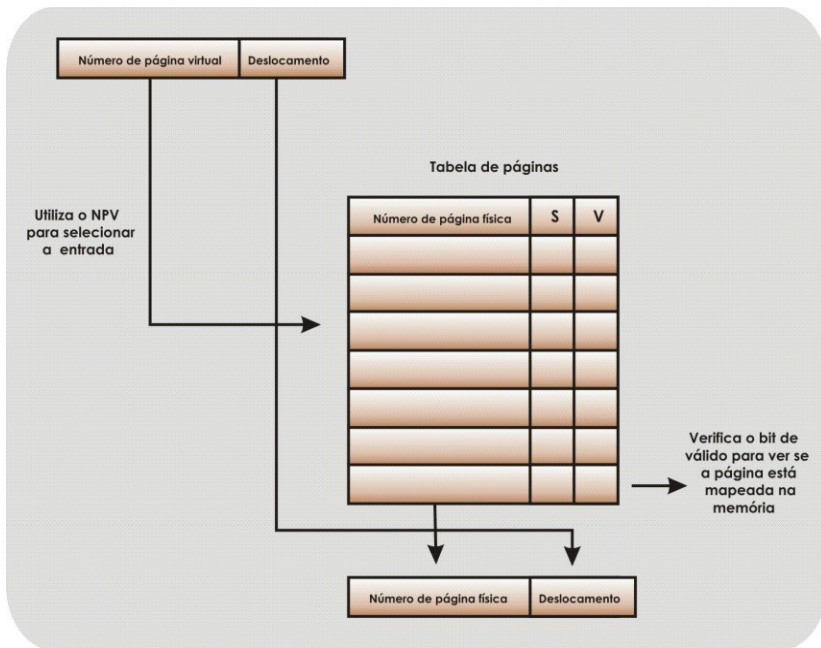 Número de página virtual
Deslocamento
Tabela de páginas
Utiliza o NPV
para selecionar
a entrada
Número de página física
S
V
Verifica o bit de
válido para ver se
a página está
mapeada na
memória
Número de página física
Deslocamento